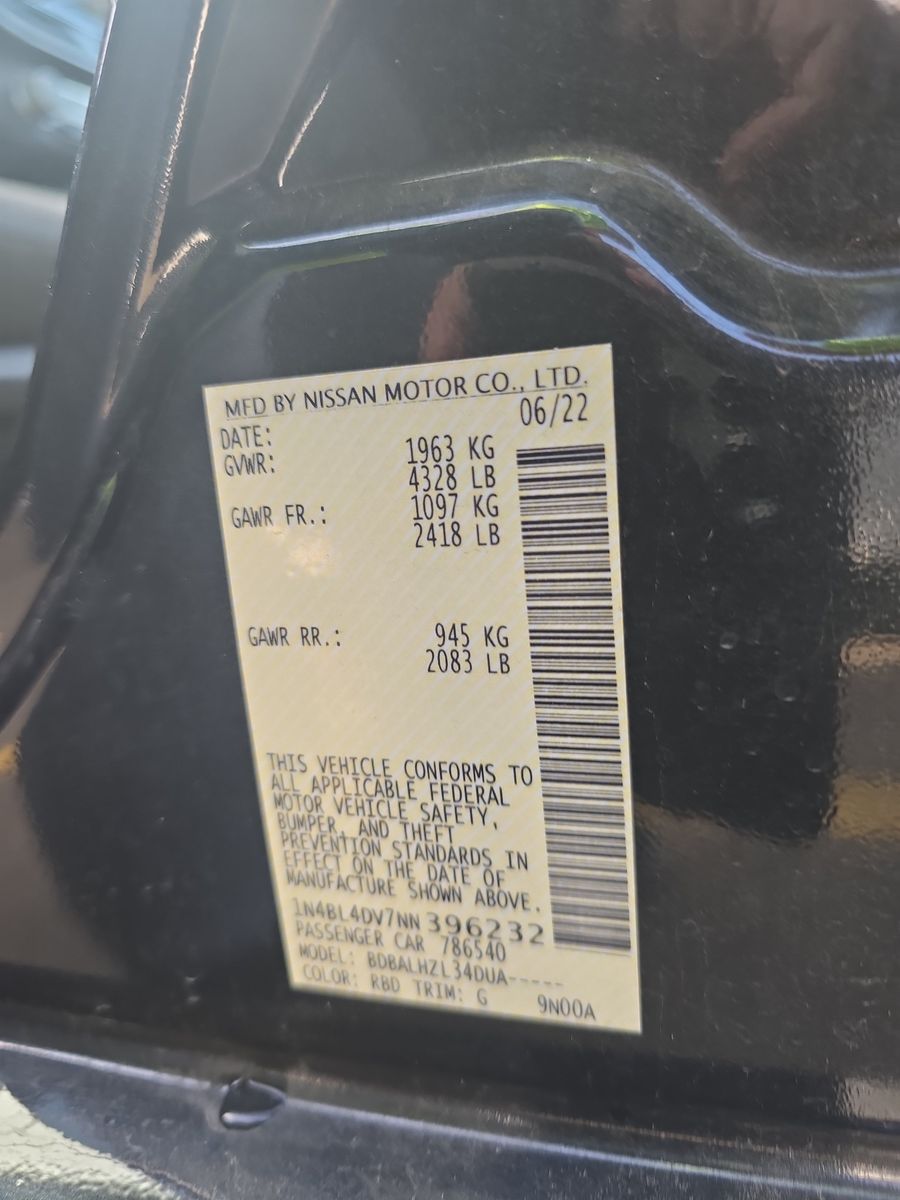 MFD BY NISSAN MOTOR CO., LTD.
DATE: 06/22
GVWR: 1963 KG
4328 LB
GAWR FR.: 1097 KG
2418 LB
GAWR RR.: 945 KG
2083 LB
THIS VEHICLE CONFORMS TO
ALL APPLICABLE FEDERAL
MOTOR VEHICLE SAFETY,
BUMPER, AND THEFT
PREVENTION STANDARDS IN
EFFECT ON THE DATE OF
MANUFACTURE SHOWN ABOVE.
1N4BL4DV7NN396232
PASSENGER CAR 786540
MODEL: BDBALHZL34DUA-----
COLOR: RBD TRIM: G 9N00A